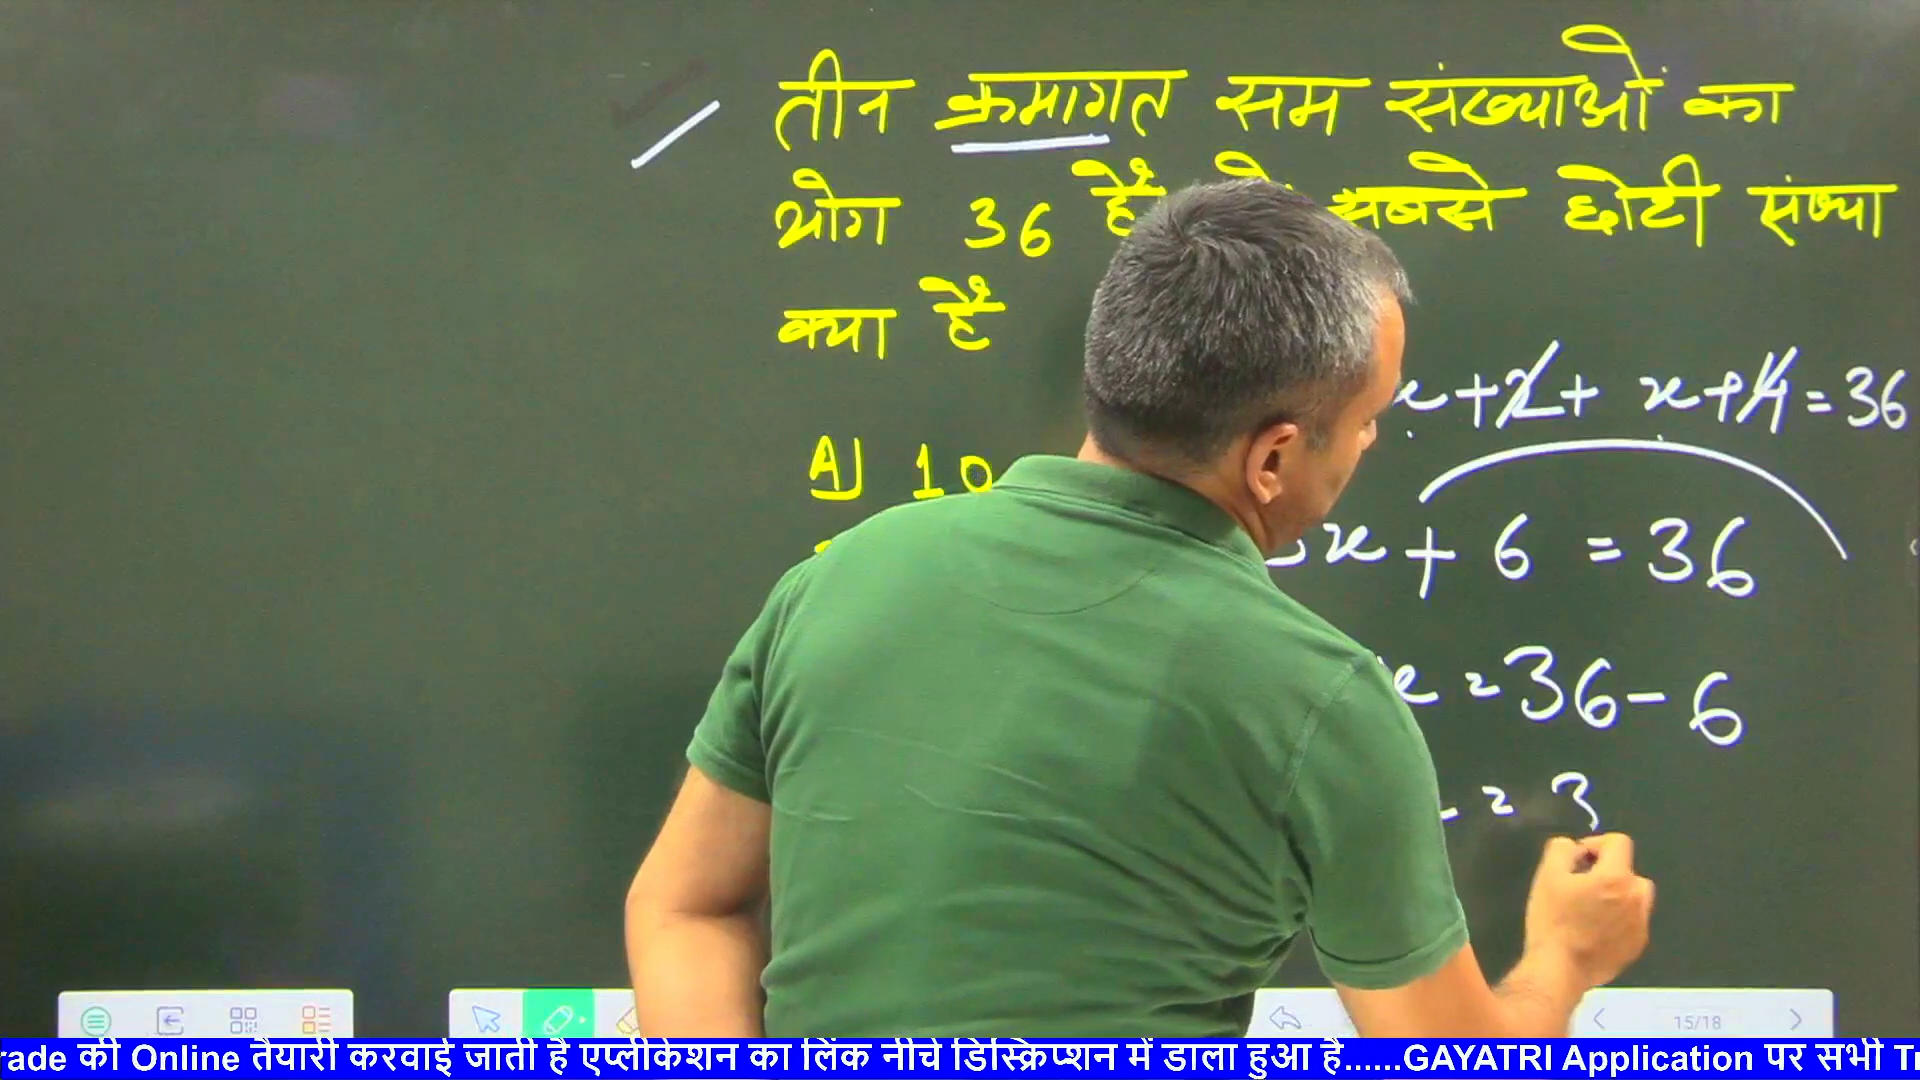 तीन क्रमागत सम संख्याओं का
योग 36 हैं सबसे छोटी संख्या
क्या हैं
A) 10
x+2+ x+4=36
x + 6 = 36
x = 36-6
= 3
15/18
की Online तैयारी करवाई जाती है एप्लीकेशन का लिंक नीचे डिस्क्रिप्शन में डाला हुआ है......GAYATRI Application पर सभी